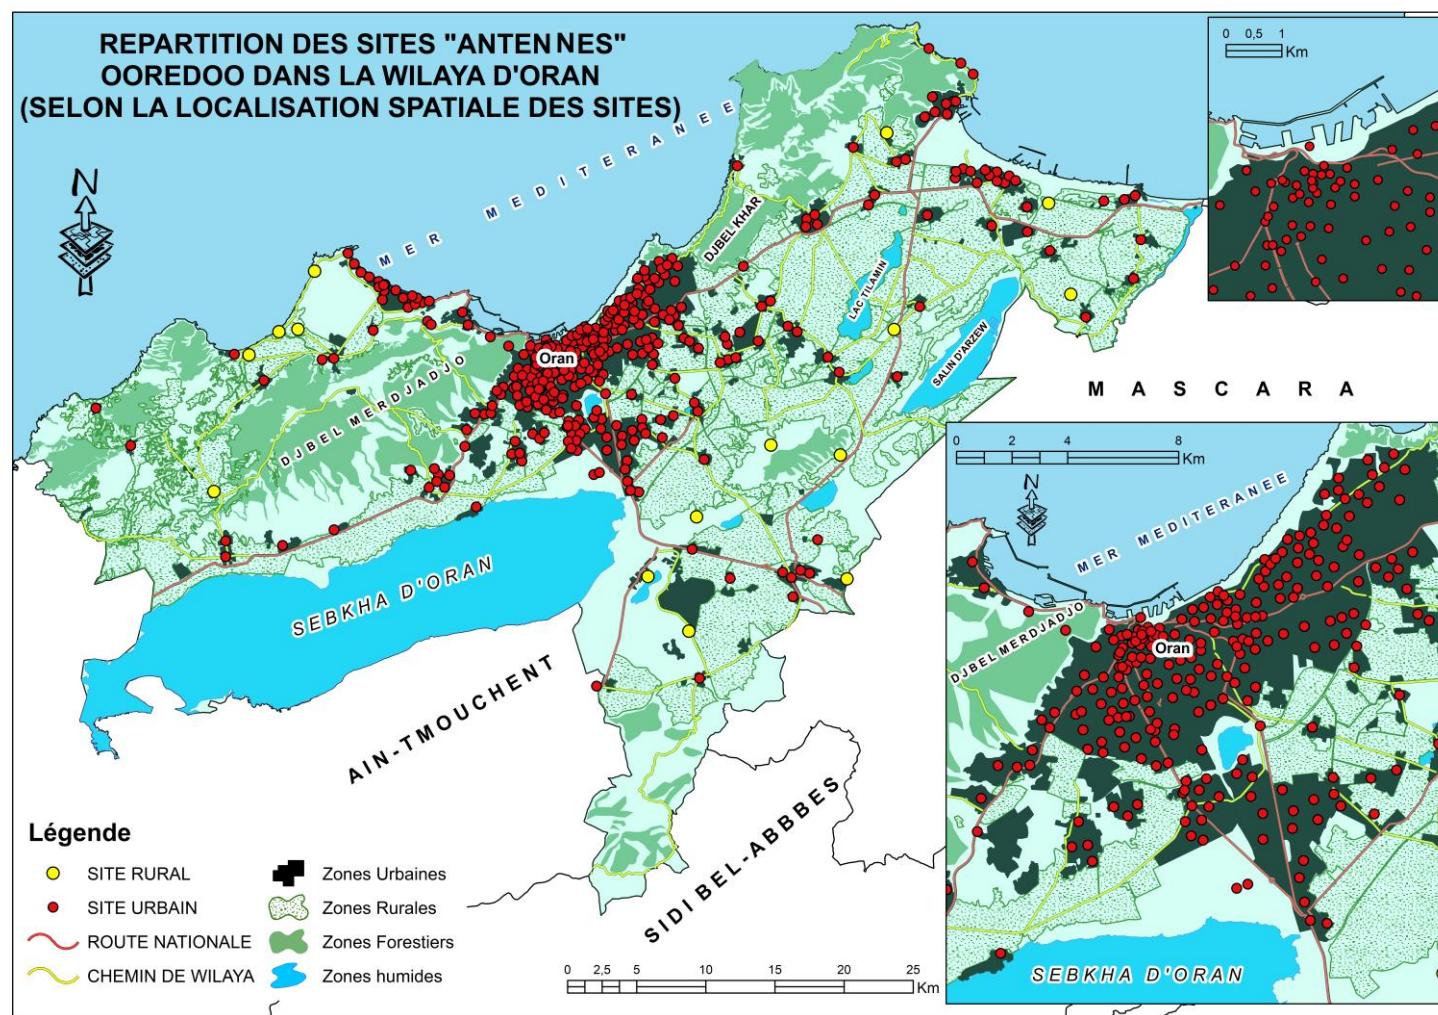 REPARTITION DES SITES "ANTENNES"
OOREDOO DANS LA WILAYA D'ORAN
(SELON LA LOCALISATION SPATIALE DES SITES)
N
MER MEDITERANEE
0 0,5 1
Km
DJBEL KHAR
LAC TILAMIN
SALIN D'ARZEW
Oran
DJBEL MERDJADJO
MASCARA
SEBKHA D'ORAN
AIN-TMOUCHENT
SIDI BEL-ABBBES
0 2 4 8
Km
N
MER MEDITERANEE
DJBEL MERDJADJO
Oran
SEBKHA D'ORAN
Légende
SITE RURAL
SITE URBAIN
ROUTE NATIONALE
CHEMIN DE WILAYA
Zones Urbaines
Zones Rurales
Zones Forestiers
Zones humides
0 2,5 5 10 15 20 25
Km